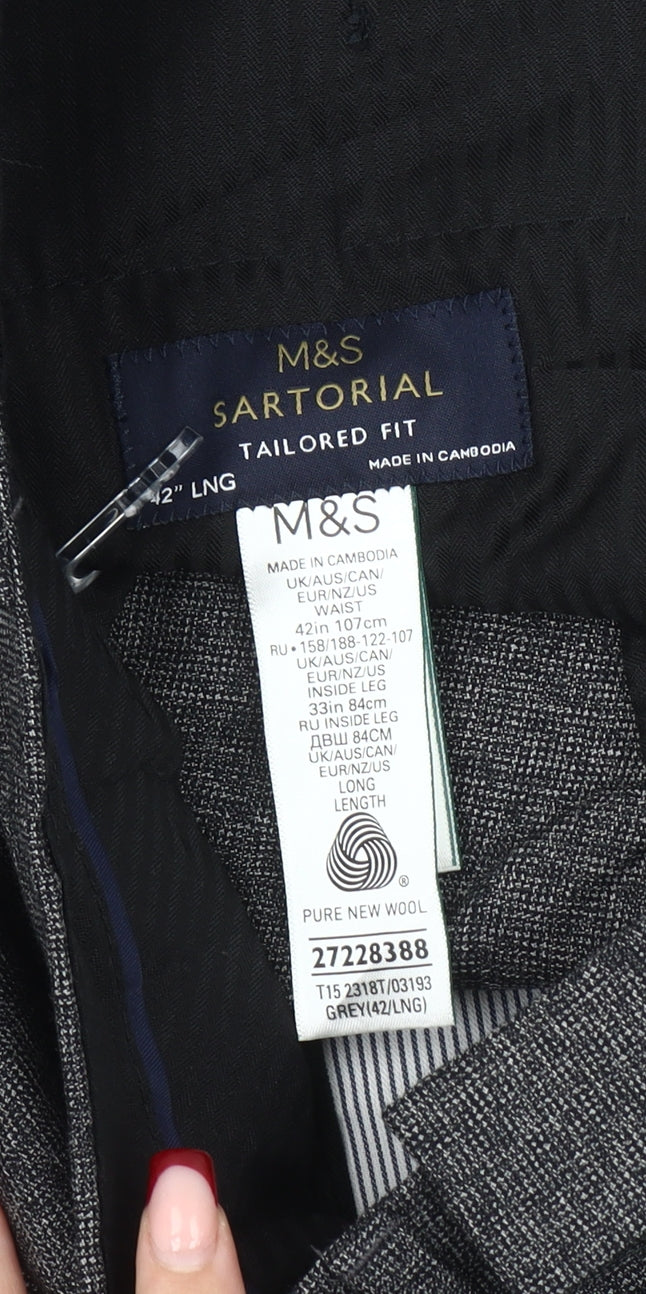 M&S
SARTORIAL
TAILORED FIT
MADE IN CAMBODIA
42” LNG
M&S
MADE IN CAMBODIA
UK/AUS/CAN/
EUR/NZ/US
WAIST
42in 107cm
RU • 158/188-122-107
UK/AUS/CAN/
EUR/NZ/US
INSIDE LEG
33in 84cm
RU INSIDE LEG
ДВШ 84CM
UK/AUS/CAN/
EUR/NZ/US
LONG
LENGTH
®
PURE NEW WOOL
27228388
T15 2318T/03193
GREY(42/LNG)